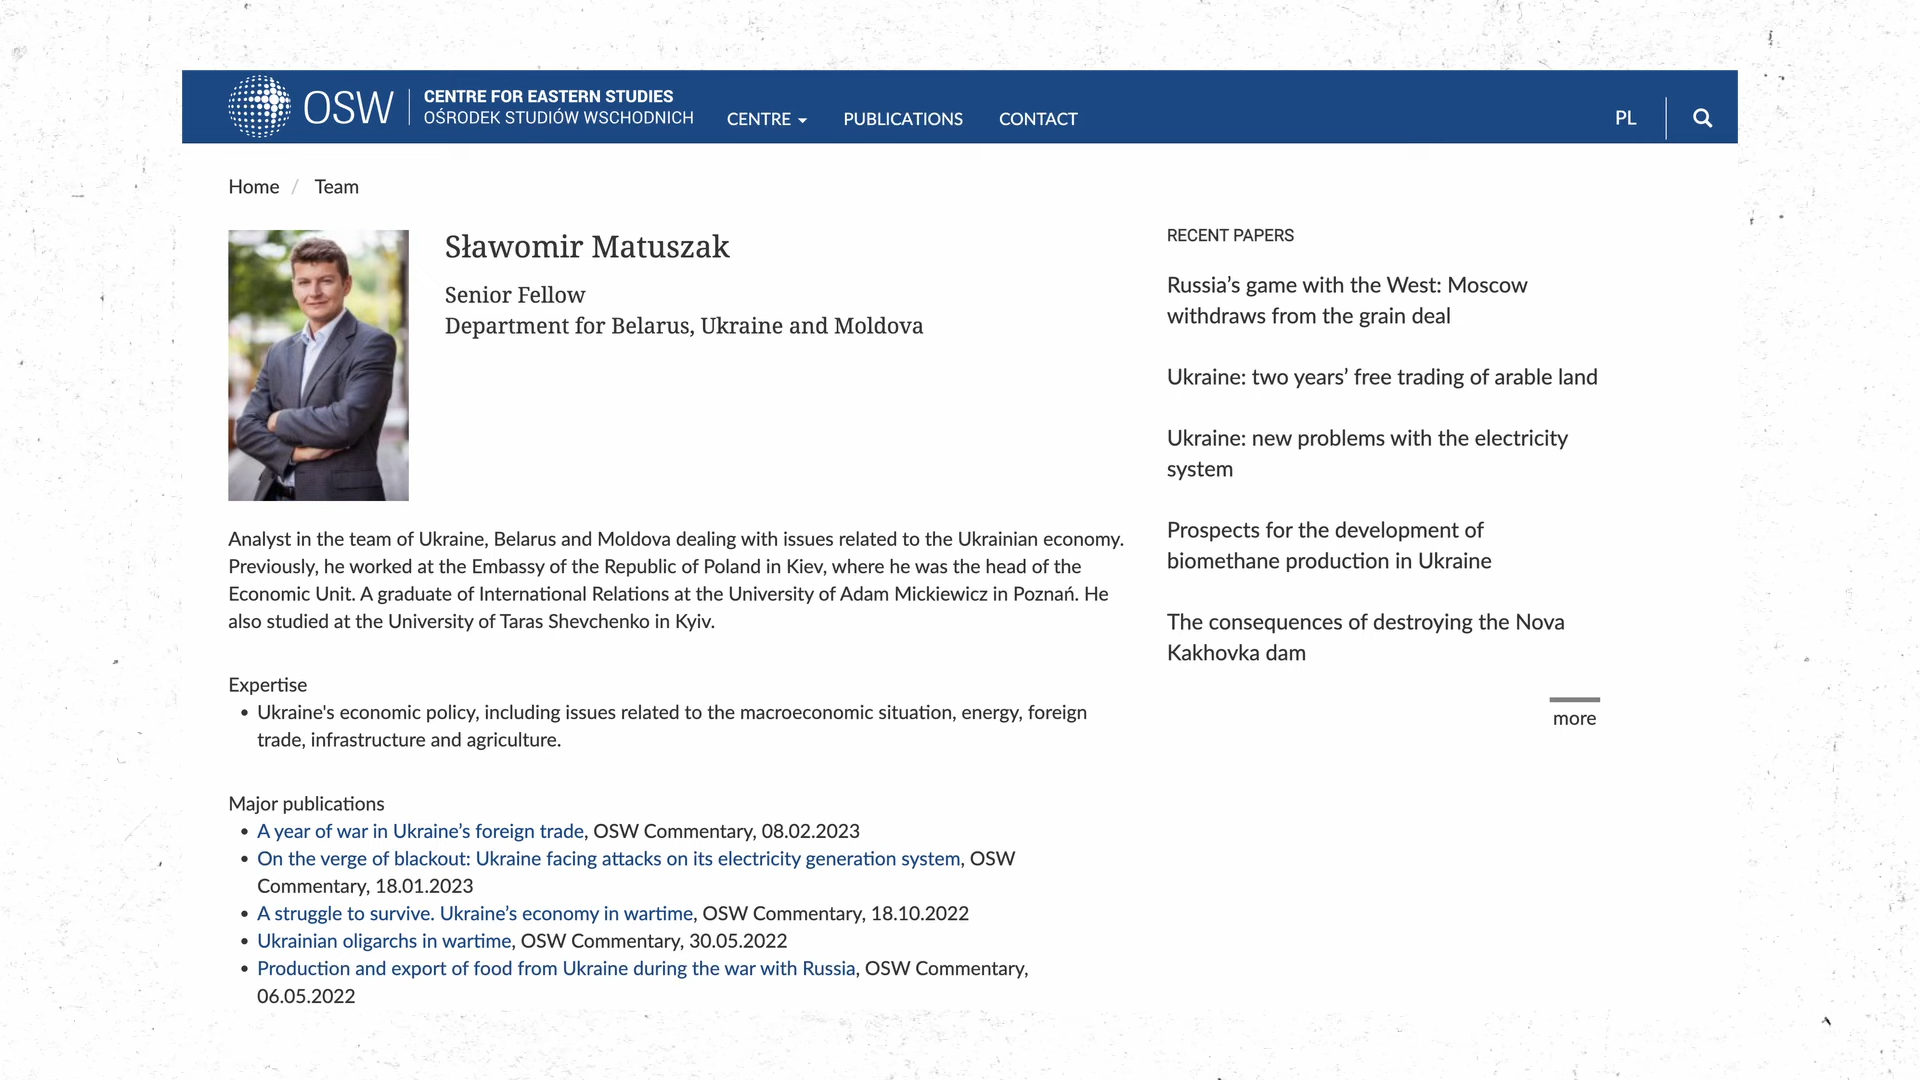 OSW
CENTRE FOR EASTERN STUDIES
OŚRODEK STUDIÓW WSCHODNICH
CENTRE
PUBLICATIONS
CONTACT
PL
Home / Team
Sławomir Matuszak
Senior Fellow
Department for Belarus, Ukraine and Moldova
Analyst in the team of Ukraine, Belarus and Moldova dealing with issues related to the Ukrainian economy.
Previously, he worked at the Embassy of the Republic of Poland in Kiev, where he was the head of the
Economic Unit. A graduate of International Relations at the University of Adam Mickiewicz in Poznań. He
also studied at the University of Taras Shevchenko in Kyiv.
Expertise
• Ukraine's economic policy, including issues related to the macroeconomic situation, energy, foreign
trade, infrastructure and agriculture.
Major publications
• A year of war in Ukraine’s foreign trade, OSW Commentary, 08.02.2023
• On the verge of blackout: Ukraine facing attacks on its electricity generation system, OSW
Commentary, 18.01.2023
• A struggle to survive. Ukraine’s economy in wartime, OSW Commentary, 18.10.2022
• Ukrainian oligarchs in wartime, OSW Commentary, 30.05.2022
• Production and export of food from Ukraine during the war with Russia, OSW Commentary,
06.05.2022
RECENT PAPERS
Russia’s game with the West: Moscow
withdraws from the grain deal
Ukraine: two years’ free trading of arable land
Ukraine: new problems with the electricity
system
Prospects for the development of
biomethane production in Ukraine
The consequences of destroying the Nova
Kakhovka dam
more